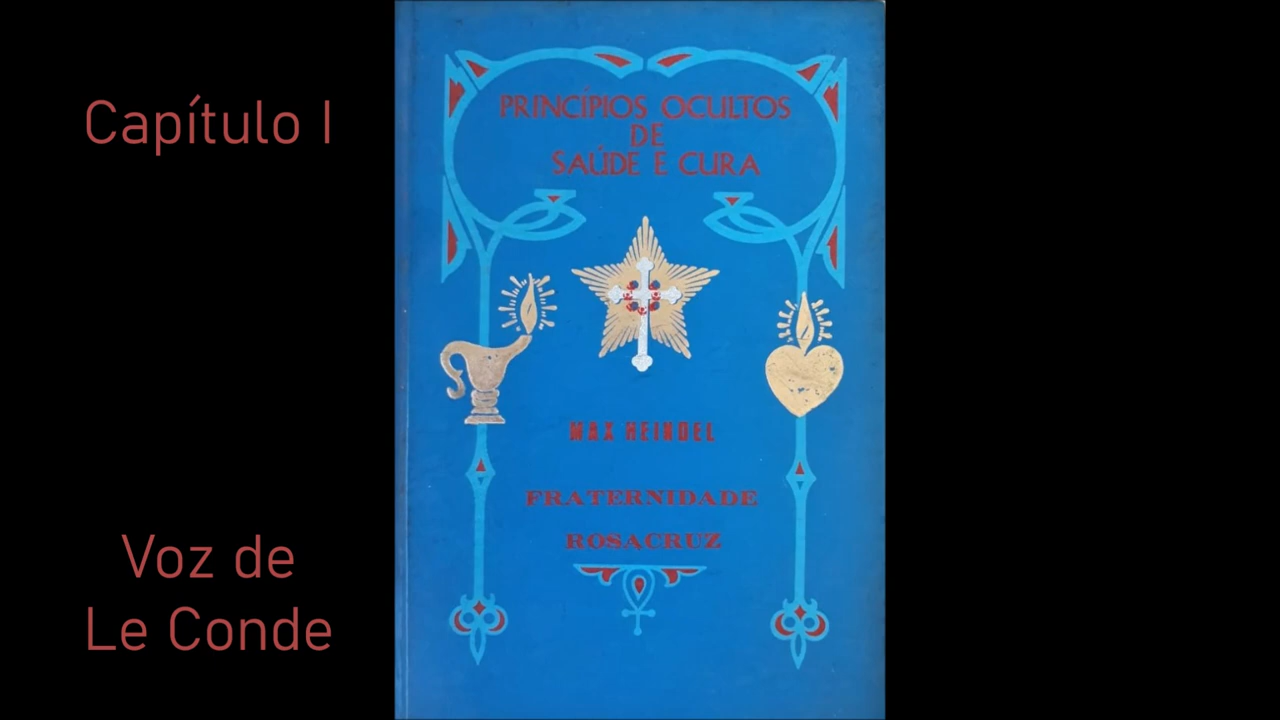 Capítulo I
PRINCÍPIOS OCULTOS
DE
SAÚDE E CURA
MAX HEINDEL
FRATERNIDADE
ROSACRUZ
Voz de
Le Conde